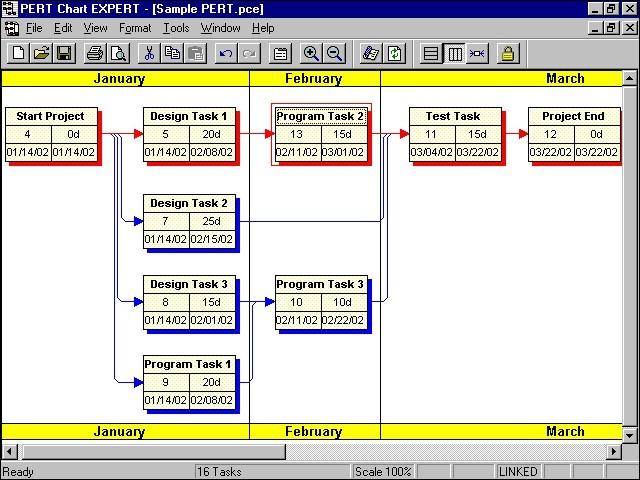 PERT Chart EXPERT - [Sample PERT.pce]
File Edit View Format Tools Window Help
January February March
Start Project
4 0d
01/14/02 01/14/02
Design Task 1
5 20d
01/14/02 02/08/02
Program Task 2
13 15d
02/11/02 03/01/02
Test Task
11 15d
03/04/02 03/22/02
Project End
12 0d
03/22/02 03/22/02
Design Task 2
7 25d
01/14/02 02/15/02
Design Task 3
8 15d
01/14/02 02/01/02
Program Task 3
10 10d
02/11/02 02/22/02
Program Task 1
9 20d
01/14/02 02/08/02
January February March
Ready 16 Tasks Scale 100% LINKED